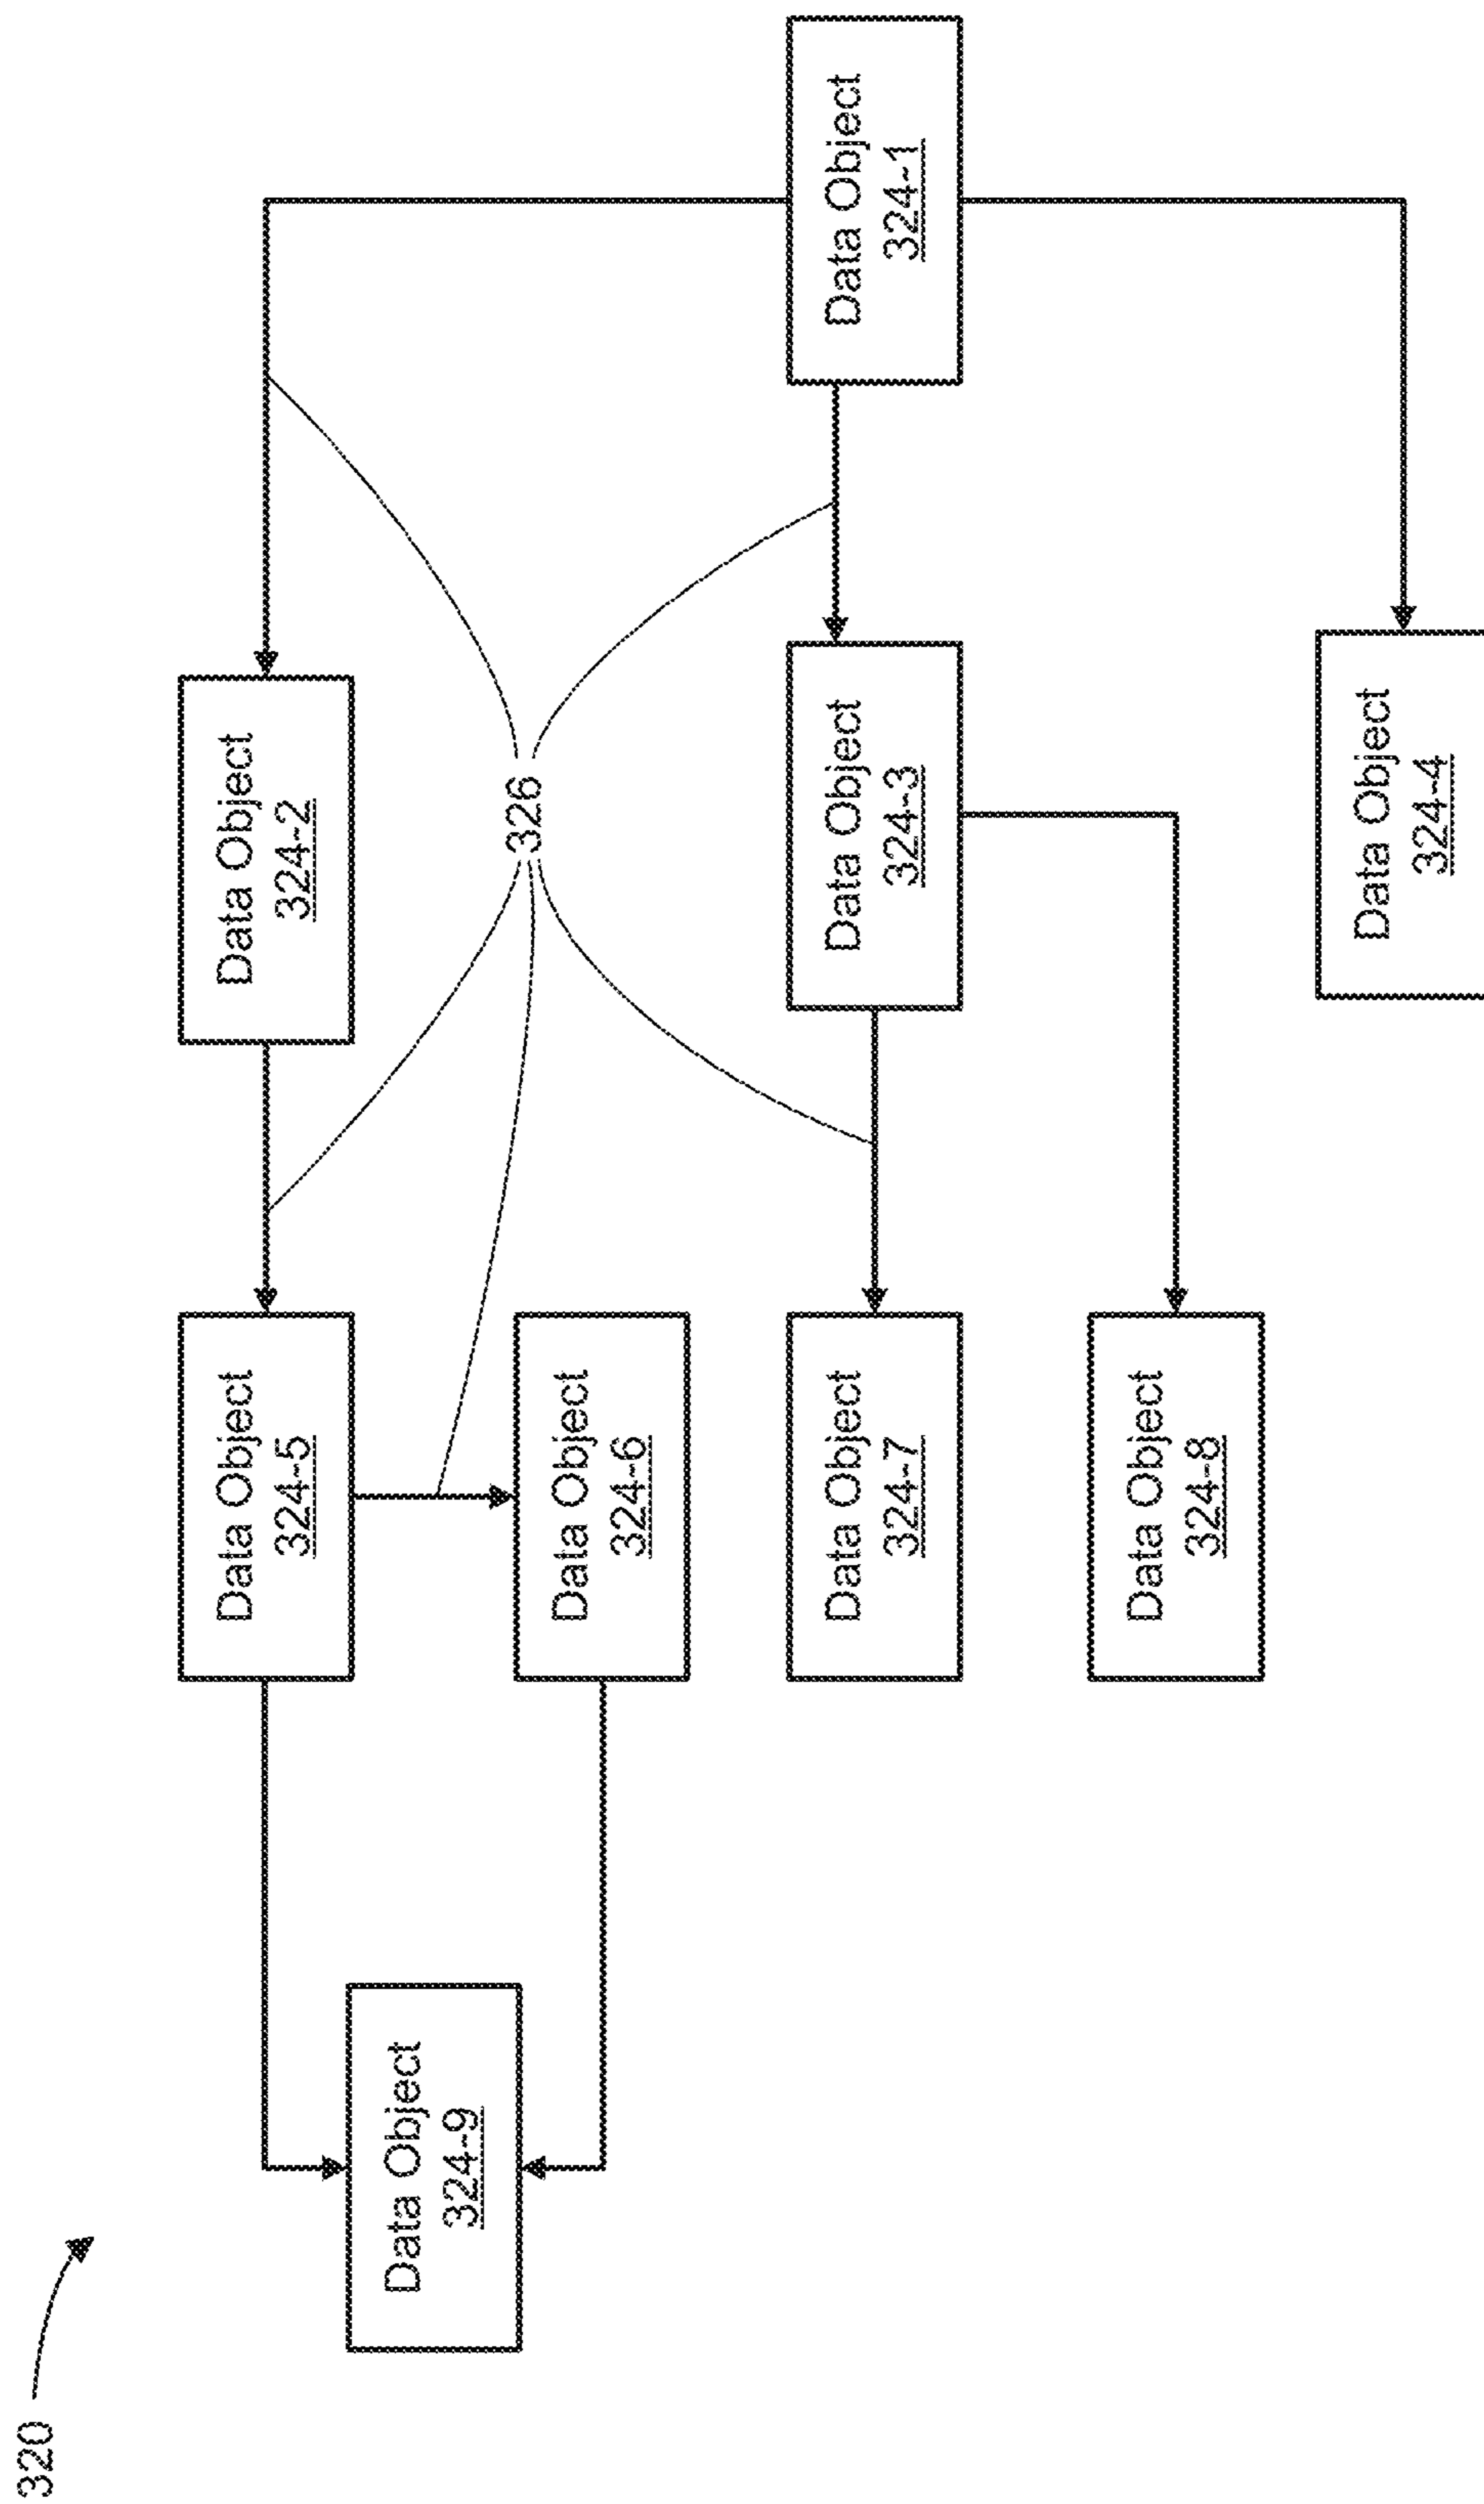 320
Data Object
324-9
Data Object
324-5
Data Object
324-2
326
Data Object
324-6
Data Object
324-7
Data Object
324-3
Data Object
324-1
Data Object
324-8
Data Object
324-4